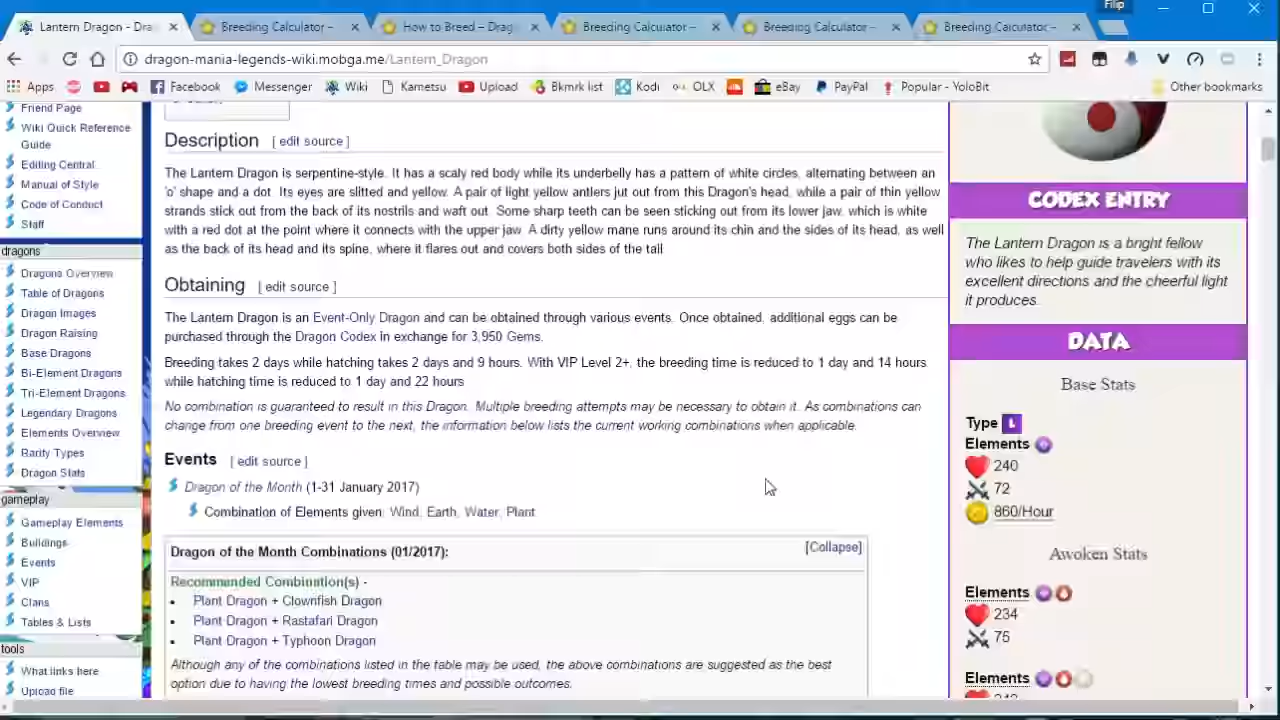 Filip
Lantern Dragon - Dra
Breeding Calculator -
How to Breed - Drag
Breeding Calculator -
Breeding Calculator -
Breeding Calculator -
dragon-mania-legends-wiki.mobga.me/Lantern_Dragon
Apps
Facebook
Messenger
Wiki
Kametsu
Upload
Bkmrk list
Kodi
OLX
eBay
PayPal
Popular - YoloBit
Other bookmarks
Friend Page
Wiki Quick Reference
Guide
Editing Central
Manual of Style
Code of Conduct
Staff
dragons
Dragons Overview
Table of Dragons
Dragon Images
Dragon Raising
Base Dragons
Bi-Element Dragons
Tri-Element Dragons
Legendary Dragons
Elements Overview
Rarity Types
Dragon Stats
gameplay
Gameplay Elements
Buildings
Events
VIP
Clans
Tables & Lists
tools
What links here
Upload file
Description [ edit source ]
The Lantern Dragon is serpentine-style. It has a scaly red body while its underbelly has a pattern of white circles, alternating between an
'o' shape and a dot. Its eyes are slitted and yellow. A pair of light yellow antlers jut out from this Dragon's head, while a pair of thin yellow
strands stick out from the back of its nostrils and waft out. Some sharp teeth can be seen sticking out from its lower jaw, which is white
with a red dot at the point where it connects with the upper jaw. A dirty yellow mane runs around its chin and the sides of its head, as well
as the back of its head and its spine, where it flares out and covers both sides of the tail
Obtaining [ edit source ]
The Lantern Dragon is an Event-Only Dragon and can be obtained through various events. Once obtained, additional eggs can be
purchased through the Dragon Codex in exchange for 3,950 Gems.
Breeding takes 2 days while hatching takes 2 days and 9 hours. With VIP Level 2+, the breeding time is reduced to 1 day and 14 hours
while hatching time is reduced to 1 day and 22 hours
No combination is guaranteed to result in this Dragon. Multiple breeding attempts may be necessary to obtain it. As combinations can
change from one breeding event to the next, the information below lists the current working combinations when applicable.
Events [ edit source ]
Dragon of the Month (1-31 January 2017)
Combination of Elements given: Wind, Earth, Water, Plant
Dragon of the Month Combinations (01/2017):
[Collapse]
Recommanded Combination(s) -
Plant Dragon + Clownfish Dragon
Plant Dragon + Rastafari Dragon
Plant Dragon + Typhoon Dragon
Although any of the combinations listed in the table may be used, the above combinations are suggested as the best
option due to having the lowest breeding times and possible outcomes.
CODEX ENTRY
The Lantern Dragon is a bright fellow
who likes to help guide travelers with its
excellent directions and the cheerful light
it produces.
DATA
Base Stats
Type L
Elements
240
72
860/Hour
Awoken Stats
Elements
234
75
Elements